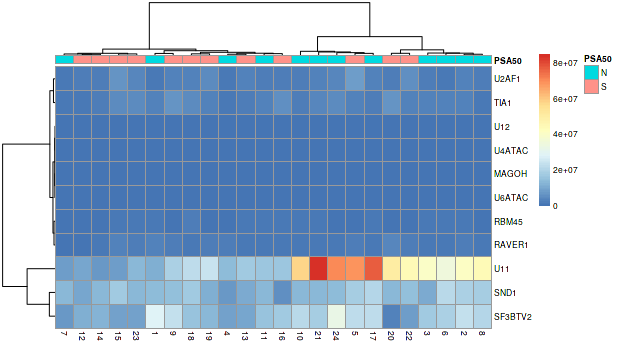 PSA50
U2AF1
TIA1
U12
U4ATAC
MAGOH
U6ATAC
RBM45
RAVER1
U11
SND1
SF3BTV2
7 12 14 15 23 1 9 18 19 4 13 11 16 10 21 24 5 17 20 22 3 6 2 8
8e+07
6e+07
4e+07
2e+07
0
PSA50
N
S